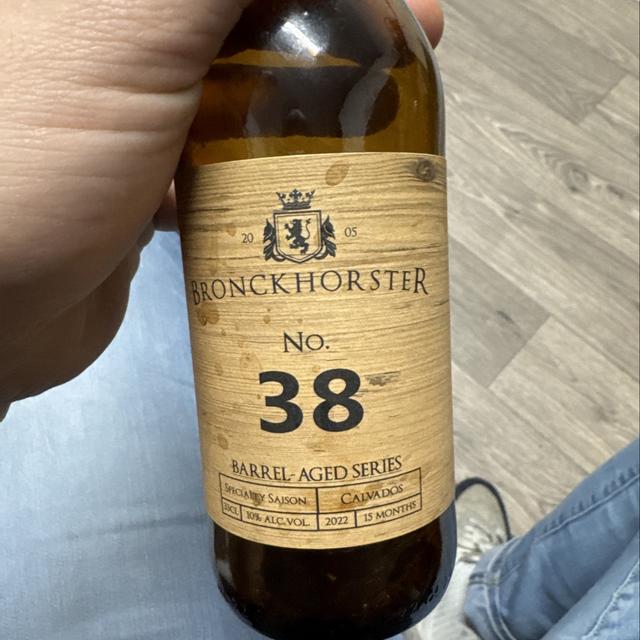 20 05
BRONCKHORSTER
No.
38
BARREL-AGED SERIES
SPECIALTY SAISON CALVADOS
33CL 10% ALC,VOL. 2022 15 MONTHS